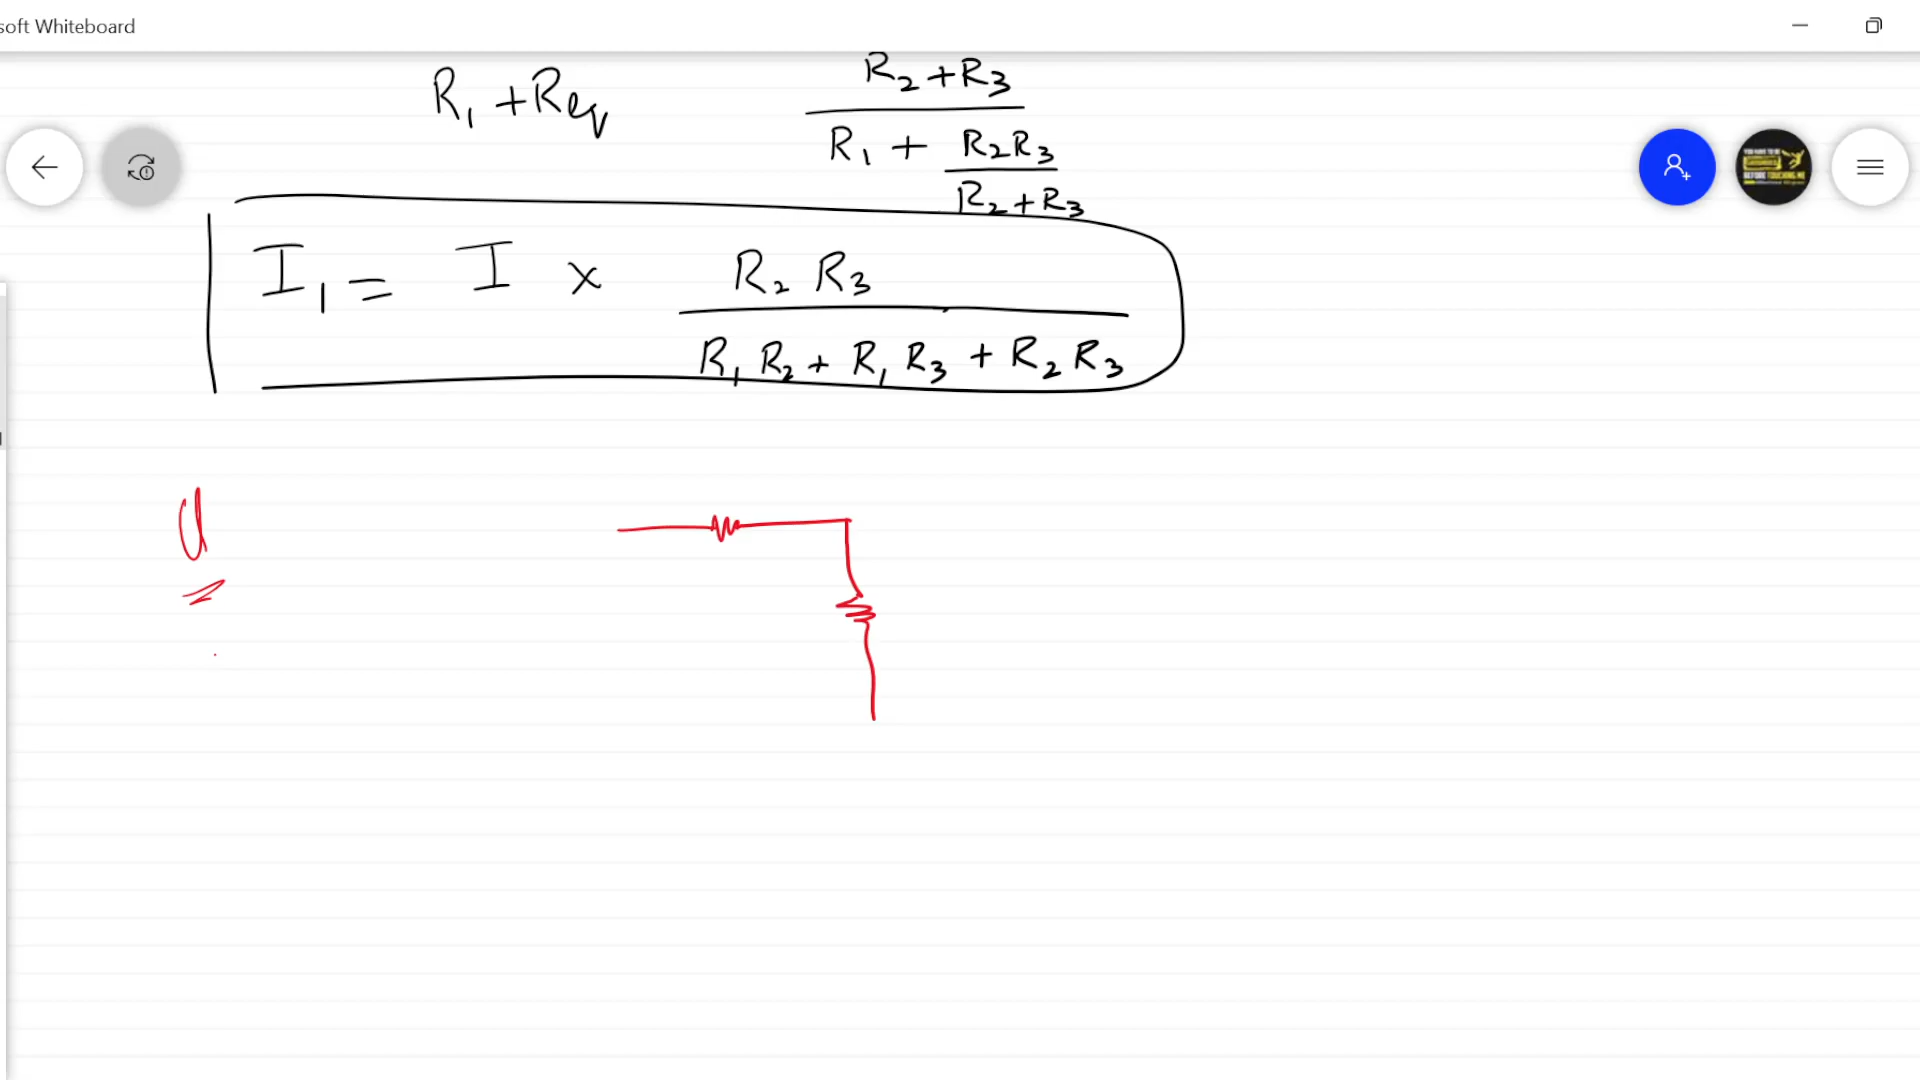 soft Whiteboard
R₂ + R₃
R₁ + Req
R₁ + R₂R₃
R₂ + R₃
I₁ = I × R₂ R₃
R₁ R₂ + R₁ R₃ + R₂ R₃